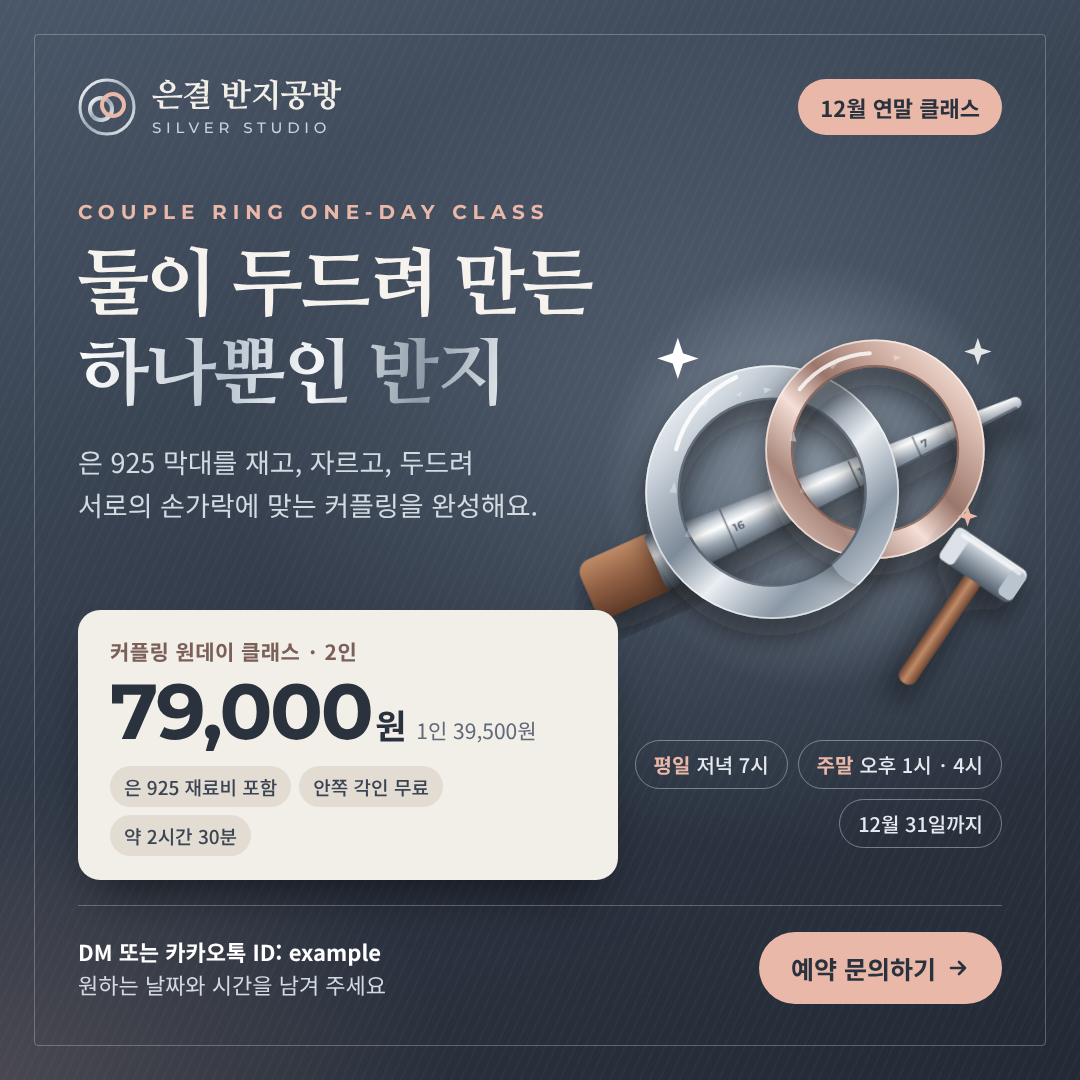 은결 반지공방
SILVER STUDIO
12월 연말 클래스
COUPLE RING ONE-DAY CLASS
둘이 두드려 만든
하나뿐인 반지
은 925 막대를 재고, 자르고, 두드려
서로의 손가락에 맞는 커플링을 완성해요.
7
16
커플링 원데이 클래스 · 2인
79,000원 1인 39,500원
은 925 재료비 포함
안쪽 각인 무료
약 2시간 30분
평일 저녁 7시
주말 오후 1시 · 4시
12월 31일까지
DM 또는 카카오톡 ID: example
원하는 날짜와 시간을 남겨 주세요
예약 문의하기 →